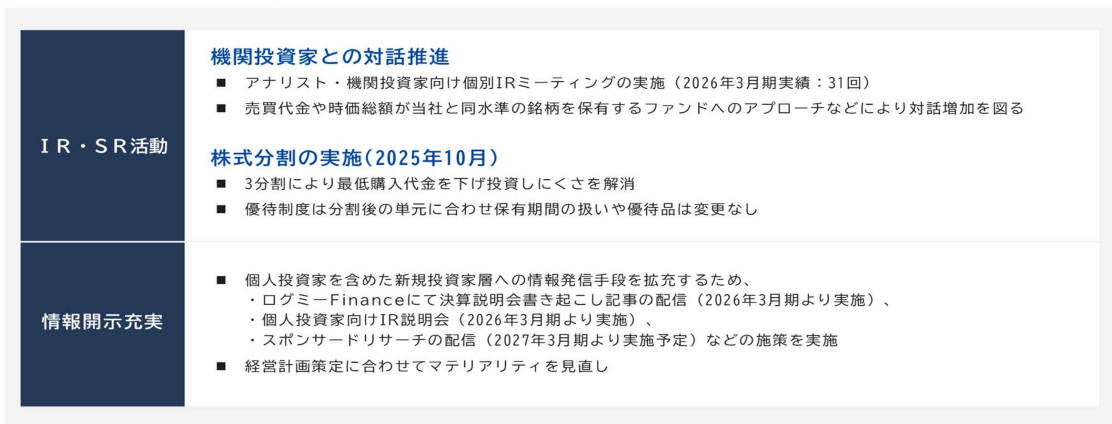 IR・SR活動
機関投資家との対話推進
■ アナリスト・機関投資家向け個別IRミーティングの実施（2026年3月期実績：31回）
■ 売買代金や時価総額が当社と同水準の銘柄を保有するファンドへのアプローチなどにより対話増加を図る
株式分割の実施(2025年10月)
■ 3分割により最低購入代金を下げ投資しにくさを解消
■ 優待制度は分割後の単元に合わせ保有期間の扱いや優待品は変更なし
情報開示充実
■ 個人投資家を含めた新規投資家層への情報発信手段を拡充するため、
・ログミーFinanceにて決算説明会書き起こし記事の配信（2026年3月期より実施）、
・個人投資家向けIR説明会（2026年3月期より実施）、
・スポンサードリサーチの配信（2027年3月期より実施予定）などの施策を実施
■ 経営計画策定に合わせてマテリアリティを見直し